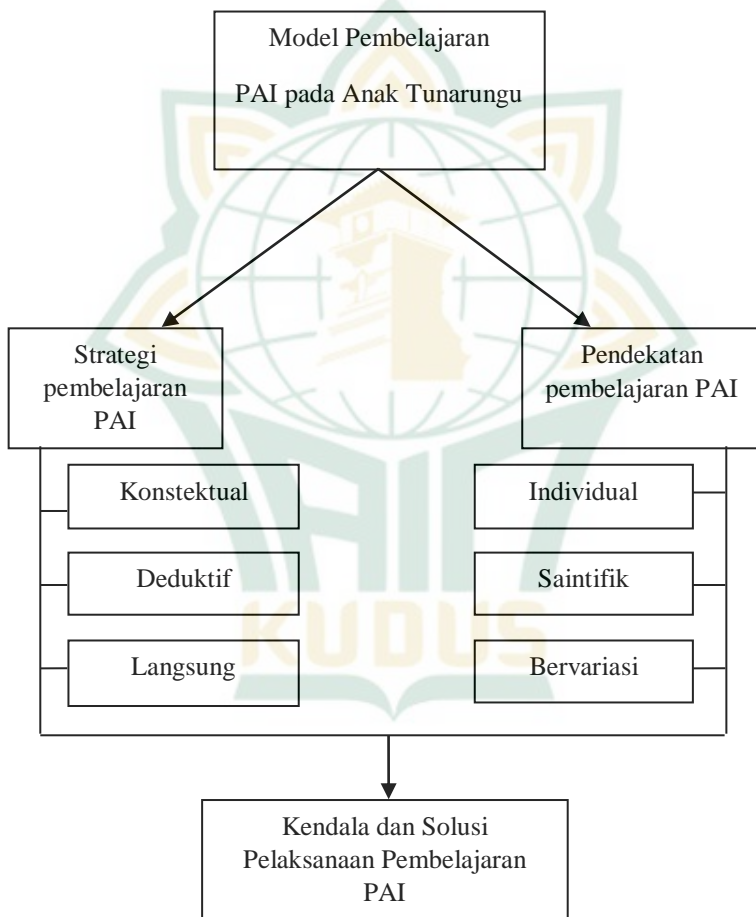 Model Pembelajaran
PAI pada Anak Tunarungu
Strategi
pembelajaran
PAI
Pendekatan
pembelajaran PAI
Konstektual
Deduktif
Langsung
Individual
Saintifik
Bervariasi
IAIN
KUDUS
Kendala dan Solusi
Pelaksanaan Pembelajaran
PAI